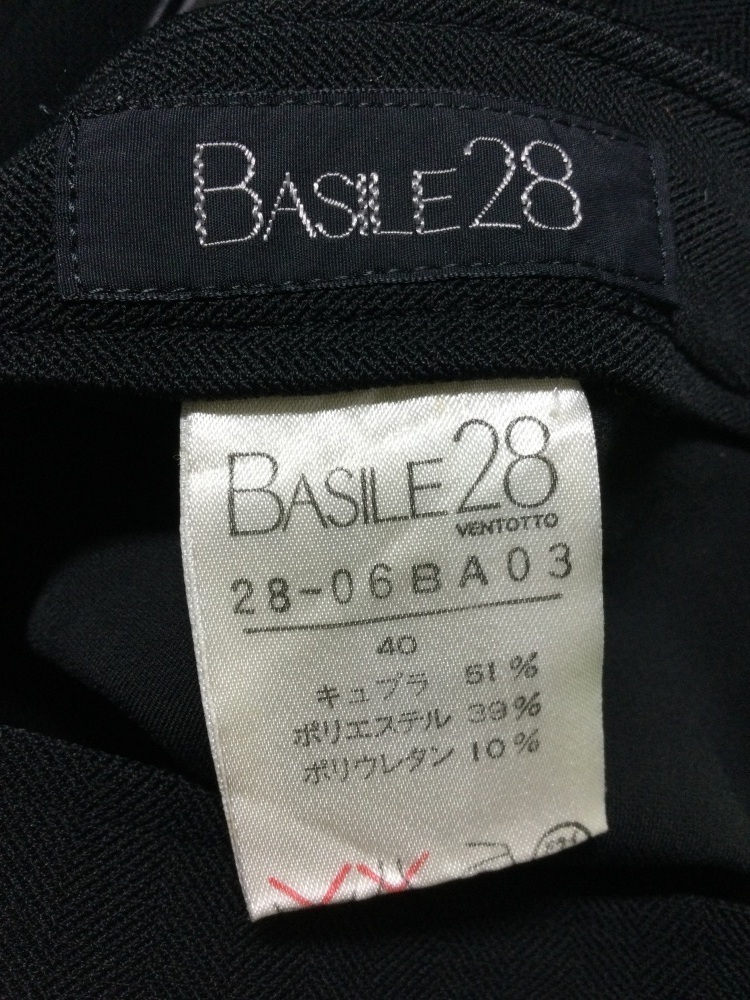 BASILE28
BASILE28
VENTOTTO
28-06BA03
40
キュプラ 51%
ポリエステル 39%
ポリウレタン 10%